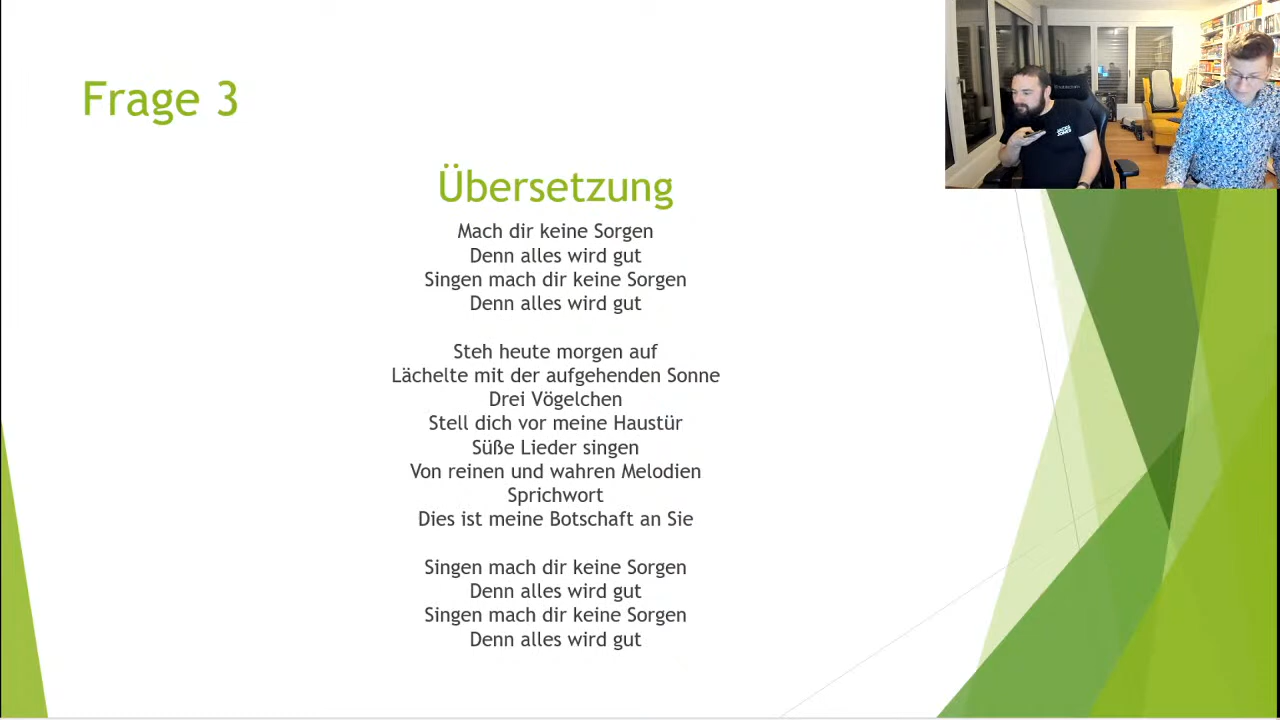 Frage 3
Übersetzung
Mach dir keine Sorgen
Denn alles wird gut
Singen mach dir keine Sorgen
Denn alles wird gut
Steh heute morgen auf
Lächelte mit der aufgehenden Sonne
Drei Vögelchen
Stell dich vor meine Haustür
Süße Lieder singen
Von reinen und wahren Melodien
Sprichwort
Dies ist meine Botschaft an Sie
Singen mach dir keine Sorgen
Denn alles wird gut
Singen mach dir keine Sorgen
Denn alles wird gut